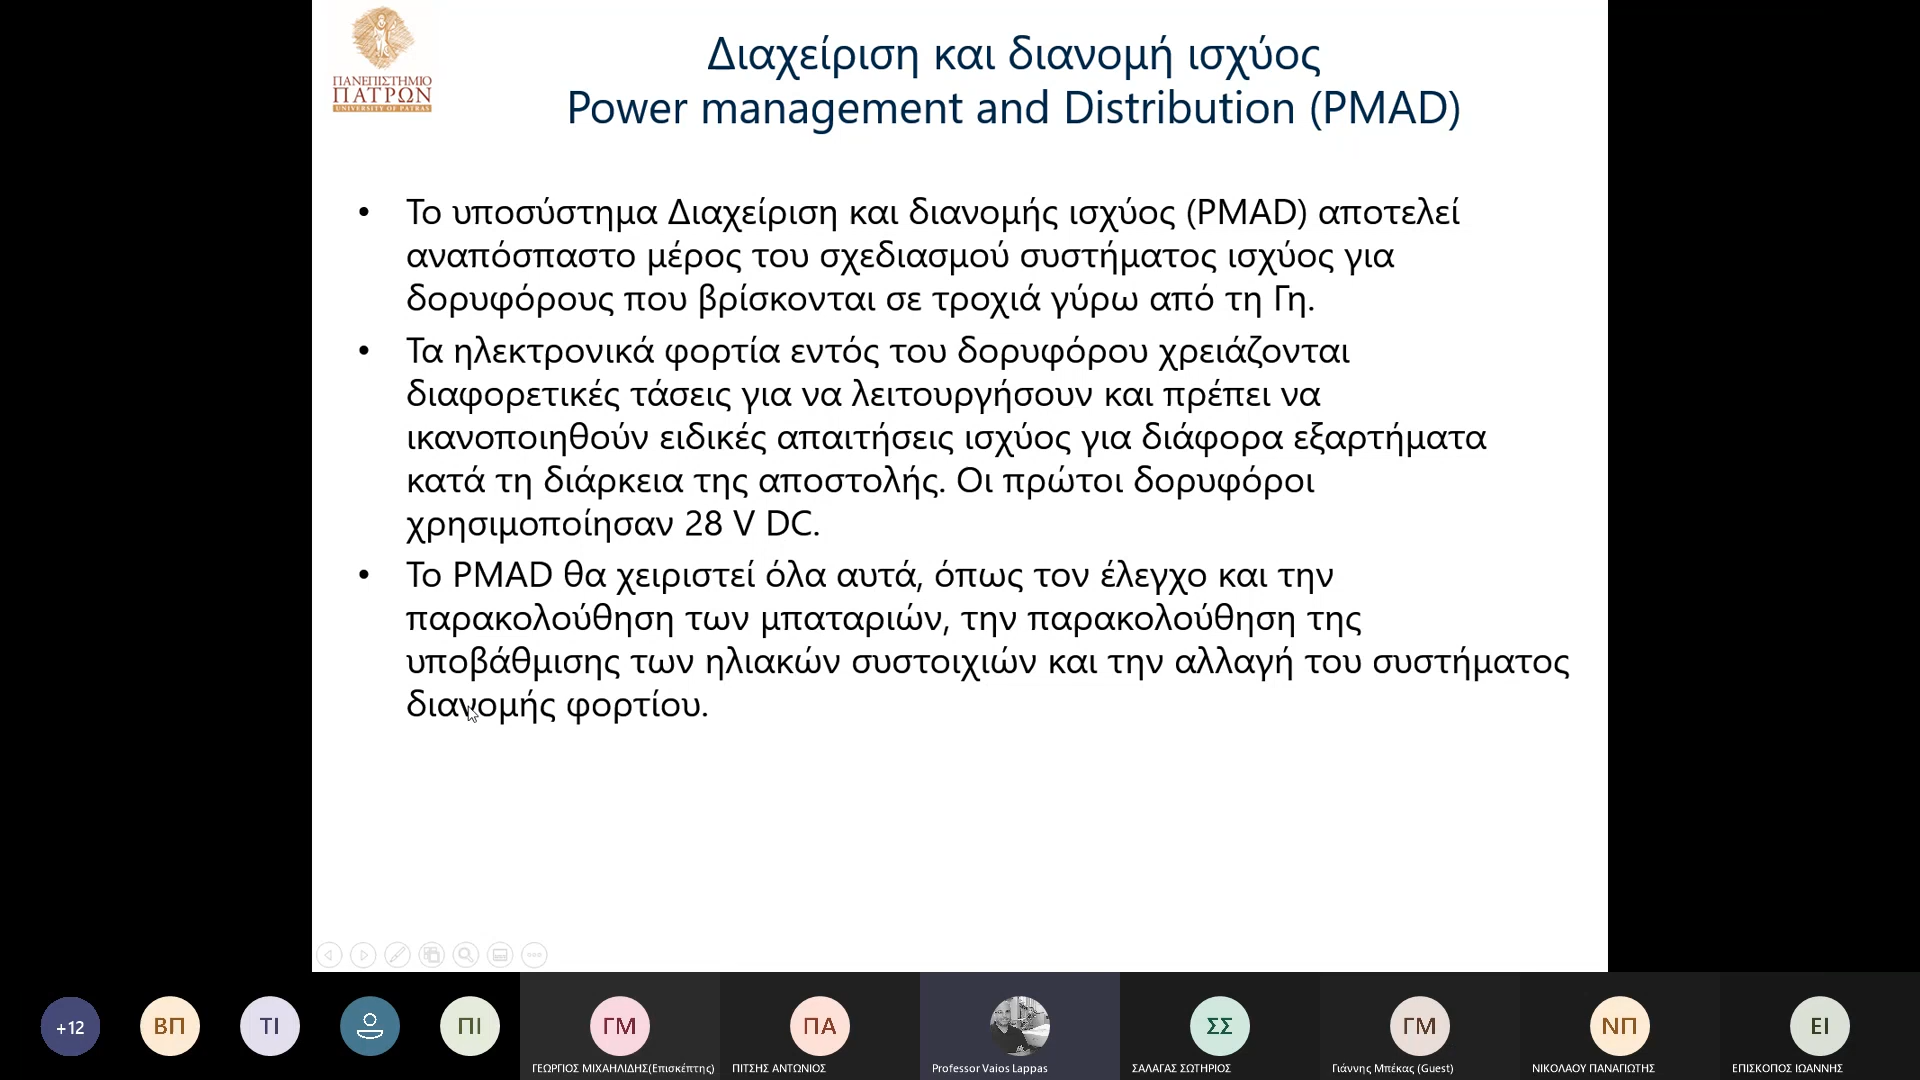 ΠΑΝΕΠΙΣΤΗΜΙΟ
ΠΑΤΡΩΝ
UNIVERSITY OF PATRAS
Διαχείριση και διανομή ισχύος
Power management and Distribution (PMAD)
• Το υποσύστημα Διαχείριση και διανομής ισχύος (PMAD) αποτελεί
αναπόσπαστο μέρος του σχεδιασμού συστήματος ισχύος για
δορυφόρους που βρίσκονται σε τροχιά γύρω από τη Γη.
• Τα ηλεκτρονικά φορτία εντός του δορυφόρου χρειάζονται
διαφορετικές τάσεις για να λειτουργήσουν και πρέπει να
ικανοποιηθούν ειδικές απαιτήσεις ισχύος για διάφορα εξαρτήματα
κατά τη διάρκεια της αποστολής. Οι πρώτοι δορυφόροι
χρησιμοποίησαν 28 V DC.
• Το PMAD θα χειριστεί όλα αυτά, όπως τον έλεγχο και την
παρακολούθηση των μπαταριών, την παρακολούθηση της
υποβάθμισης των ηλιακών συστοιχιών και την αλλαγή του συστήματος
διανομής φορτίου.
+12
ΒΠ
ΤΙ
ΠΙ
ΓΜ
ΠΑ
ΣΣ
ΓΜ
ΝΠ
ΕΙ
ΓΕΩΡΓΙΟΣ ΜΙΧΑΗΛΙΔΗΣ(Επισκέπτης)
ΠΙΤΣΗΣ ΑΝΤΩΝΙΟΣ
Professor Vaios Lappas
ΣΑΛΑΓΑΣ ΣΩΤΗΡΙΟΣ
Γιάννης Μπέκας (Guest)
ΝΙΚΟΛΑΟΥ ΠΑΝΑΓΙΩΤΗΣ
ΕΠΙΣΚΟΠΟΣ ΙΩΑΝΝΗΣ